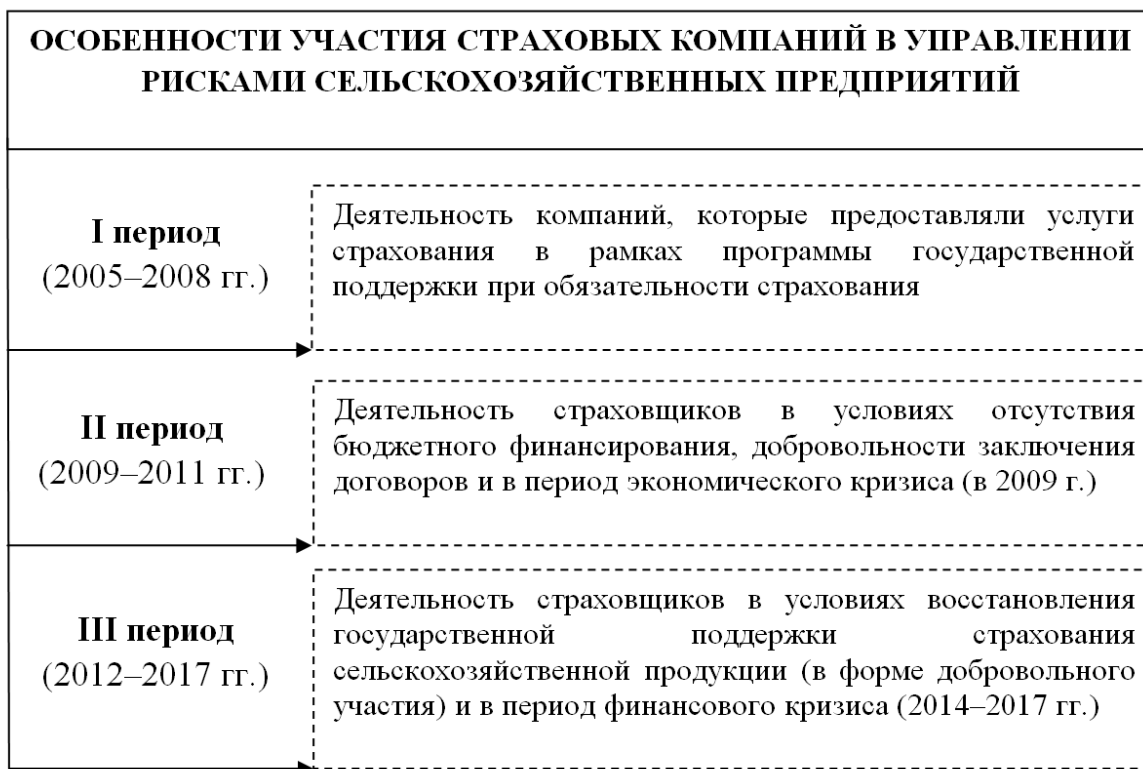 ОСОБЕННОСТИ УЧАСТИЯ СТРАХОВЫХ КОМПАНИЙ В УПРАВЛЕНИИ
РИСКАМИ СЕЛЬСКОХОЗЯЙСТВЕННЫХ ПРЕДПРИЯТИЙ
I период
(2005–2008 гг.)
Деятельность компаний, которые предоставляли услуги
страхования в рамках программы государственной
поддержки при обязательности страхования
II период
(2009–2011 гг.)
Деятельность страховщиков в условиях отсутствия
бюджетного финансирования, добровольности заключения
договоров и в период экономического кризиса (в 2009 г.)
III период
(2012–2017 гг.)
Деятельность страховщиков в условиях восстановления
государственной поддержки страхования
сельскохозяйственной продукции (в форме добровольного
участия) и в период финансового кризиса (2014–2017 гг.)